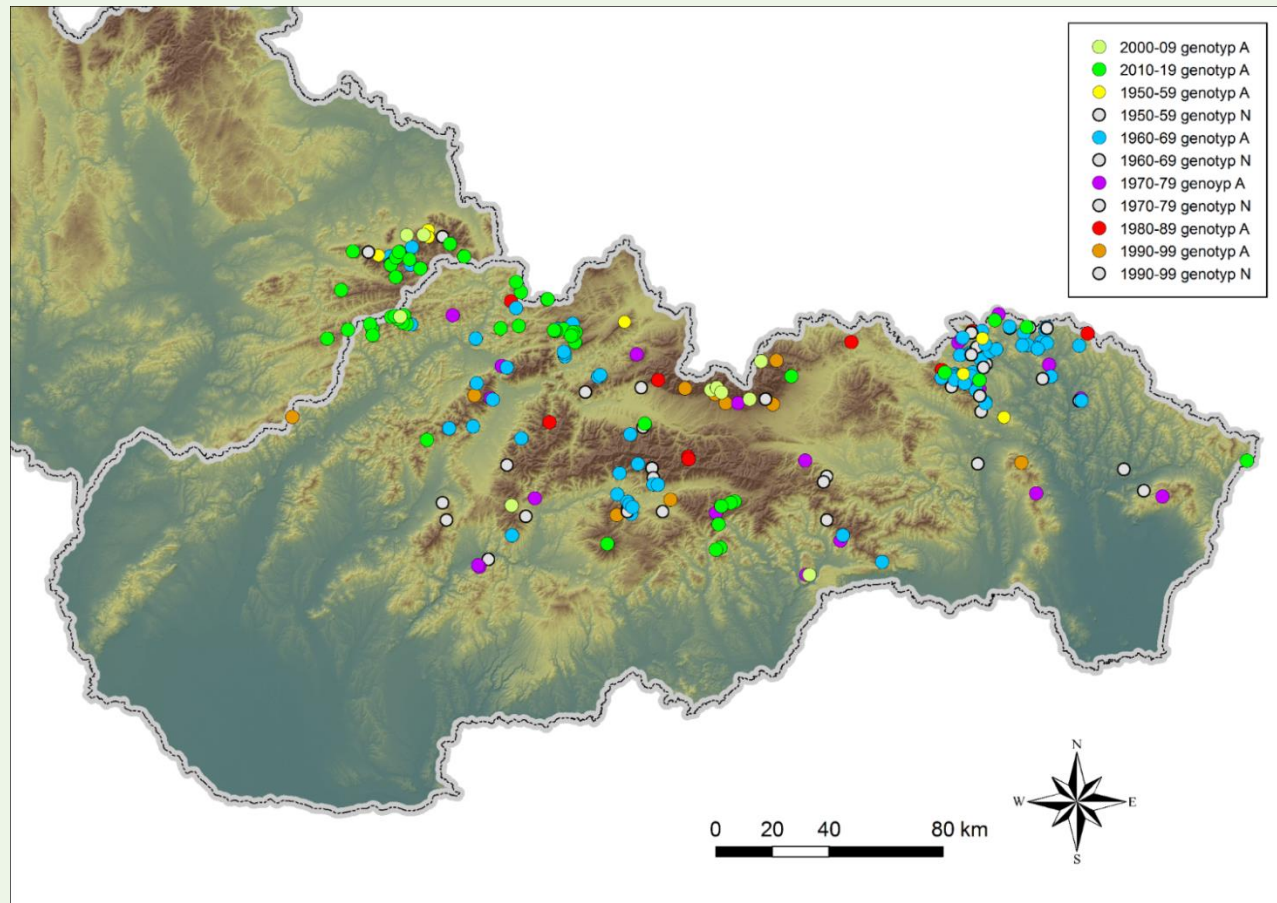 2000-09 genotyp A
2010-19 genotyp A
1950-59 genotyp A
1950-59 genotyp N
1960-69 genotyp A
1960-69 genotyp N
1970-79 genoyp A
1970-79 genotyp N
1980-89 genotyp A
1990-99 genotyp A
1990-99 genotyp N
N
W E
S
0 20 40 80 km